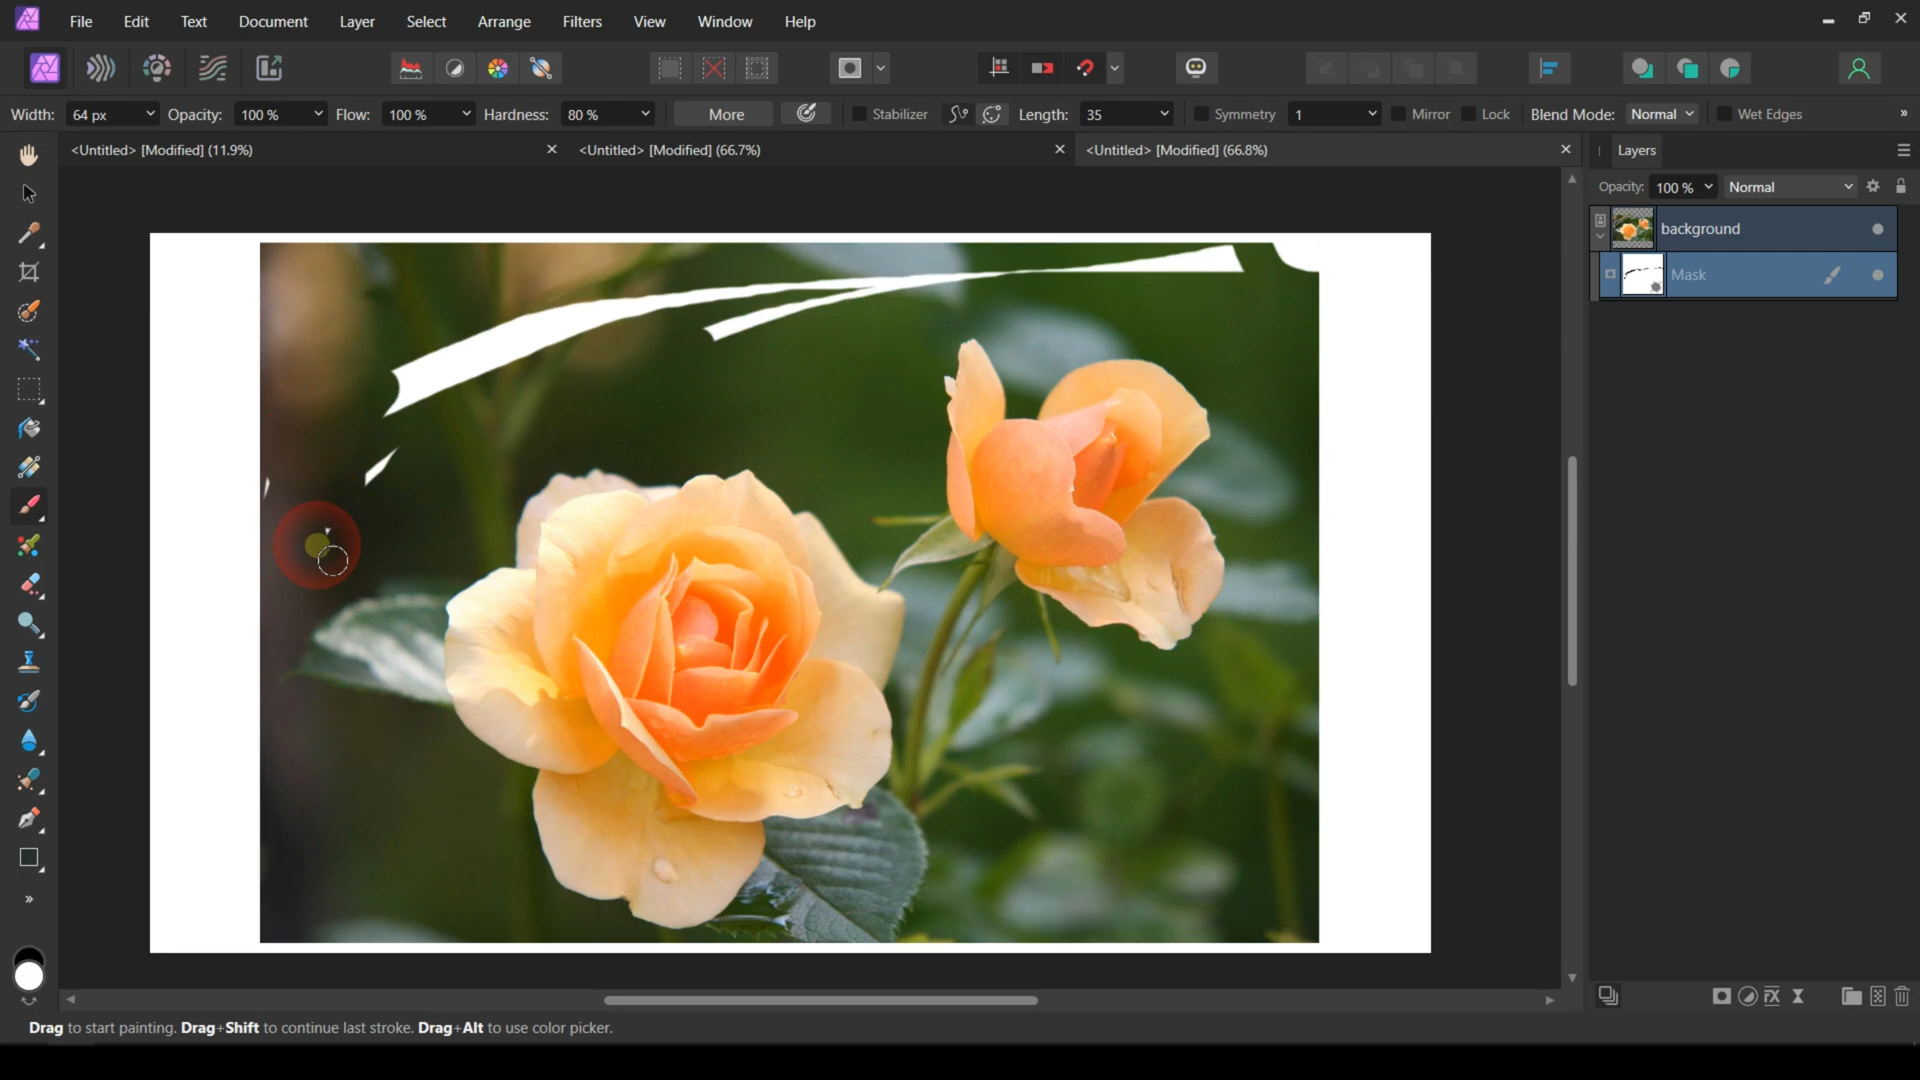 File Edit Text Document Layer Select Arrange Filters View Window Help
Width: 64 px Opacity: 100 % Flow: 100 % Hardness: 80 % More Stabilizer Length: 35 Symmetry 1 Mirror Lock Blend Mode: Normal Wet Edges »
<Untitled> [Modified] (11.9%) <Untitled> [Modified] (66.7%) <Untitled> [Modified] (66.8%) Layers
Opacity: 100 % Normal
background
Mask
FX
Drag to start painting. Drag+Shift to continue last stroke. Drag+Alt to use color picker.